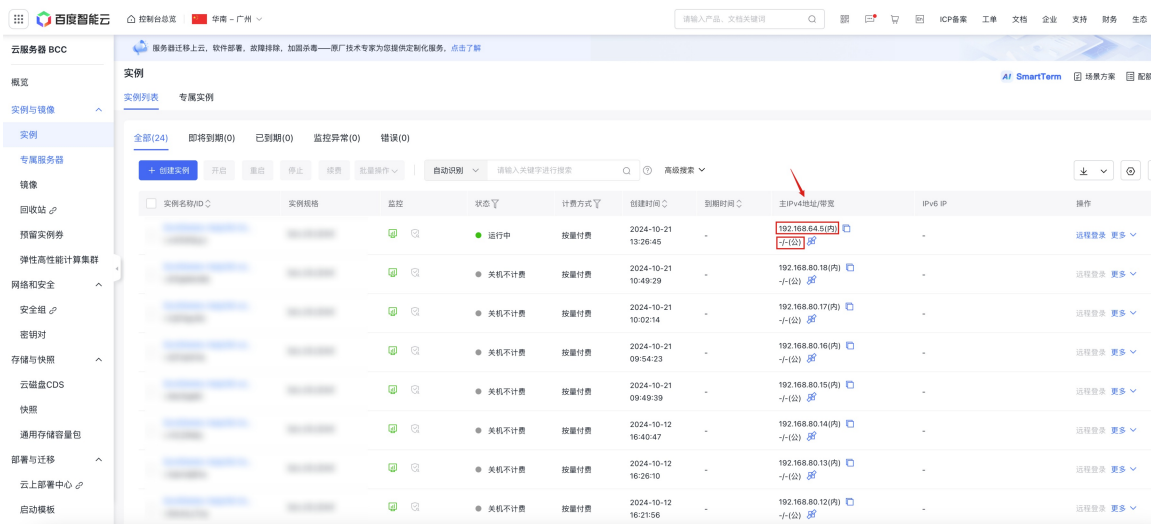 百度智能云
控制台总览
华南 - 广州
请输入产品、文档关键词
ICP备案
工单
文档
企业
支持
财务
生态
云服务器 BCC
服务器迁移上云，软件部署，故障排除，加固杀毒——原厂技术专家为您提供定制化服务，点击了解
概览
实例与镜像
实例
专属服务器
镜像
回收站
预留实例券
弹性高性能计算集群
网络和安全
安全组
密钥对
存储与快照
云磁盘CDS
快照
通用存储容量包
部署与迁移
云上部署中心
启动模板
实例
AI SmartTerm
场景方案
配额
实例列表
专属实例
全部(24)
即将到期(0)
已到期(0)
监控异常(0)
错误(0)
+ 创建实例
开启
重启
停止
续费
批量操作
自动识别
请输入关键字进行搜索
高级搜索
实例名称/ID
实例规格
监控
状态
计费方式
创建时间
到期时间
主IPv4地址/带宽
IPv6 IP
操作
运行中
按量付费
2024-10-21
13:26:45
-
192.168.64.5(内)
-/-(公)
-
远程登录 更多
关机不计费
按量付费
2024-10-21
10:49:29
-
192.168.80.18(内)
-/-(公)
-
远程登录 更多
关机不计费
按量付费
2024-10-21
10:02:14
-
192.168.80.17(内)
-/-(公)
-
远程登录 更多
关机不计费
按量付费
2024-10-21
09:54:23
-
192.168.80.16(内)
-/-(公)
-
远程登录 更多
关机不计费
按量付费
2024-10-21
09:49:39
-
192.168.80.15(内)
-/-(公)
-
远程登录 更多
关机不计费
按量付费
2024-10-12
16:40:47
-
192.168.80.14(内)
-/-(公)
-
远程登录 更多
关机不计费
按量付费
2024-10-12
16:26:10
-
192.168.80.13(内)
-/-(公)
-
远程登录 更多
关机不计费
按量付费
2024-10-12
16:21:56
-
192.168.80.12(内)
-/-(公)
-
远程登录 更多